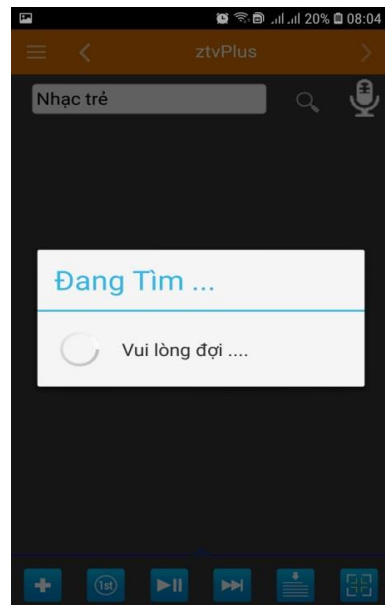 20% 08:04
ztvPlus
Nhạc trẻ
Đang Tìm ...
Vui lòng đợi ....
1st